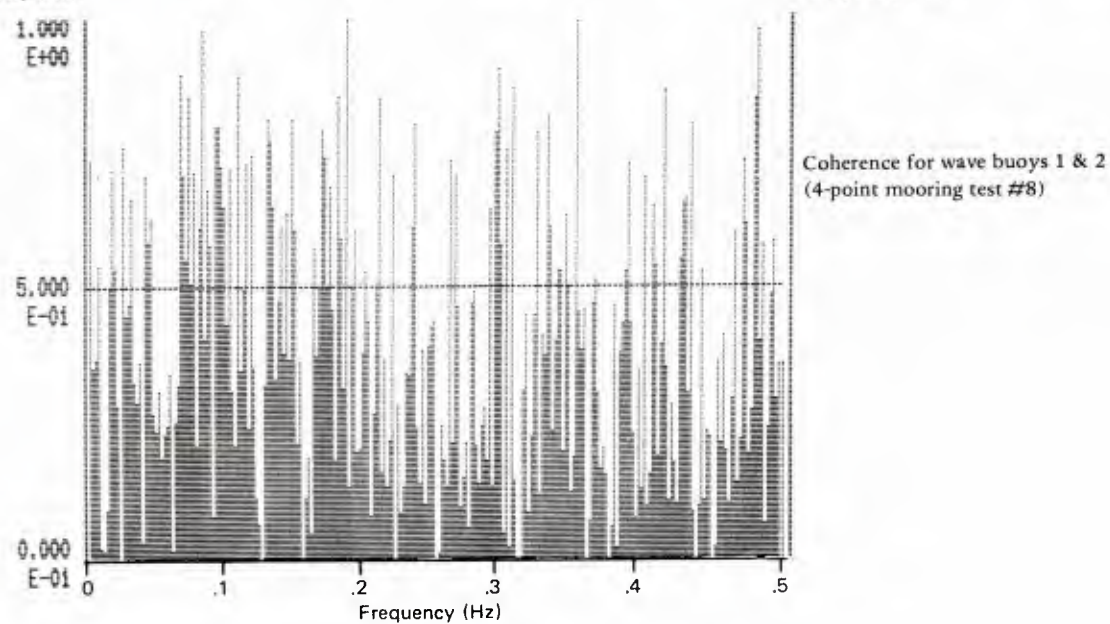 1.000
E+00
Coherence for wave buoys 1 & 2
(4-point mooring test #8)
5.000
E-01
0.000
E-01
0 .1 .2 .3 .4 .5
Frequency (Hz)